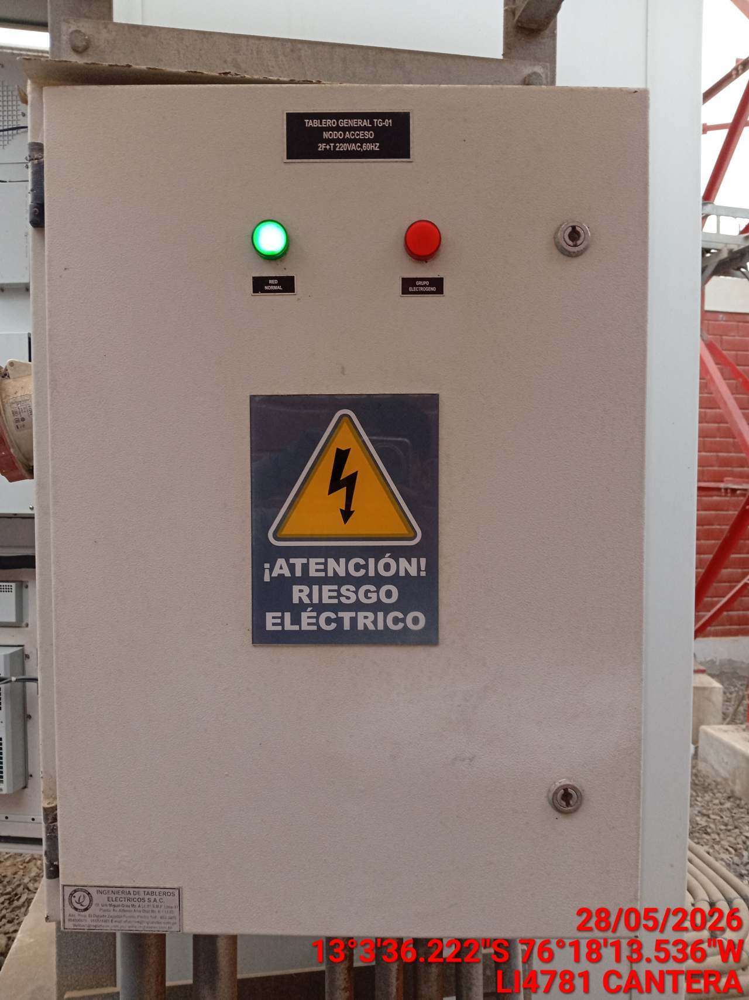 TABLERO GENERAL TG-01
NODO ACCESO
2F+T 220VAC,60HZ
RED
NORMAL
GRUPO
ELECTROGENO
¡ATENCIÓN!
RIESGO
ELÉCTRICO
INGENIERIA DE TABLEROS
ELECTRICOS S.A.C.
28/05/2026
13°3'36.222"S 76°18'13.536"W
LI4781 CANTERA